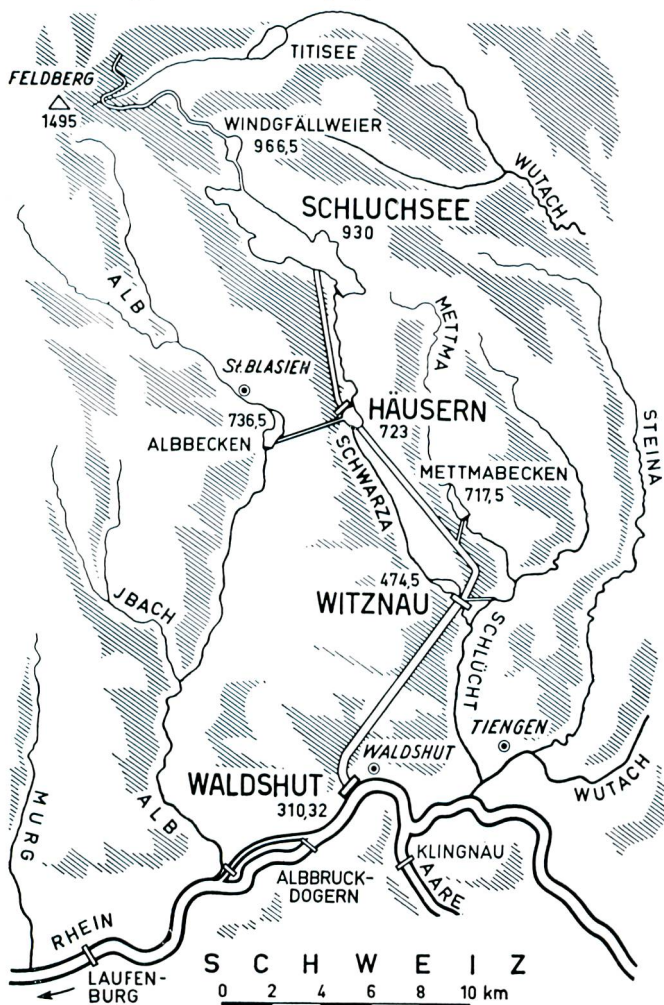 TITISEE
FELDBERG
1495
WINDGFÄLLWEIER
966,5
WUTACH
SCHLUCHSEE
930
ALB
METTMA
St.BLASIEN
HÄUSERN
723
736,5
ALBBECKEN
STEINA
SCHWARZA
METTMABECKEN
717,5
474,5
WITZNAU
JBACH
SCHLÜCHT
TIENGEN
WALDSHUT
WALDSHUT
310,32
WUTACH
MURG
ALB
KLINGNAU
AARE
ALBBRUCK-
DOGERN
RHEIN
SCHWEIZ
LAUFEN-
BURG
0 2 4 6 8 10 km